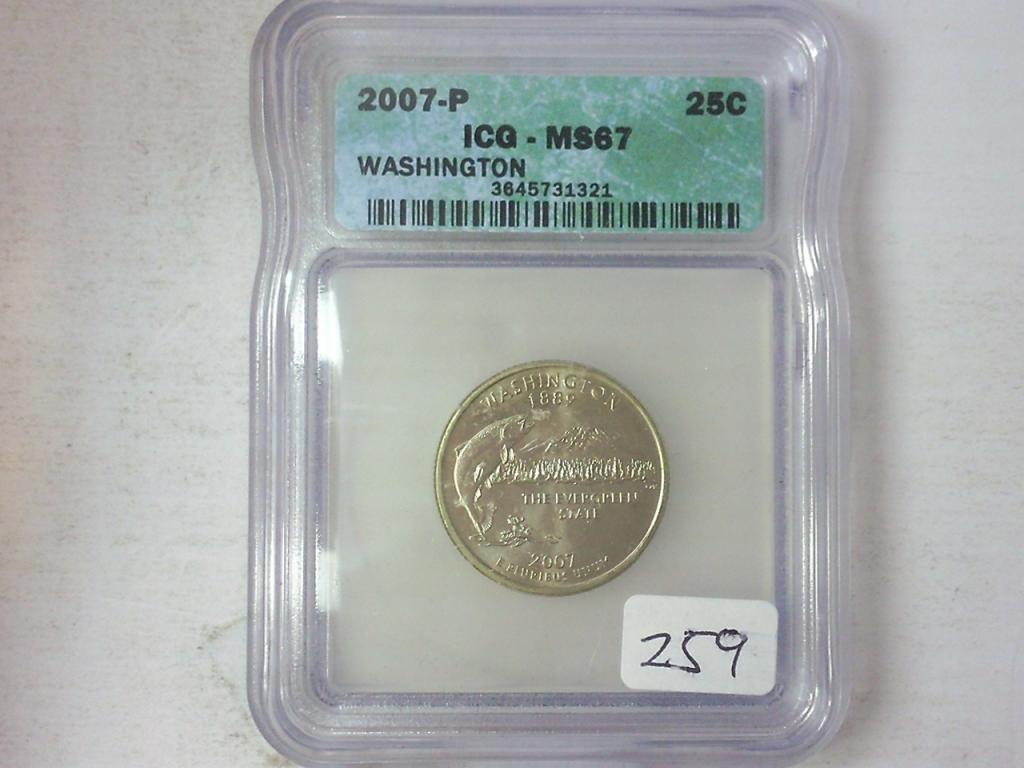 2007-P 25C
ICG - MS67
WASHINGTON
3645731321
WASHINGTON
1889
THE EVERGREEN
STATE
2007
E PLURIBUS UNUM
259